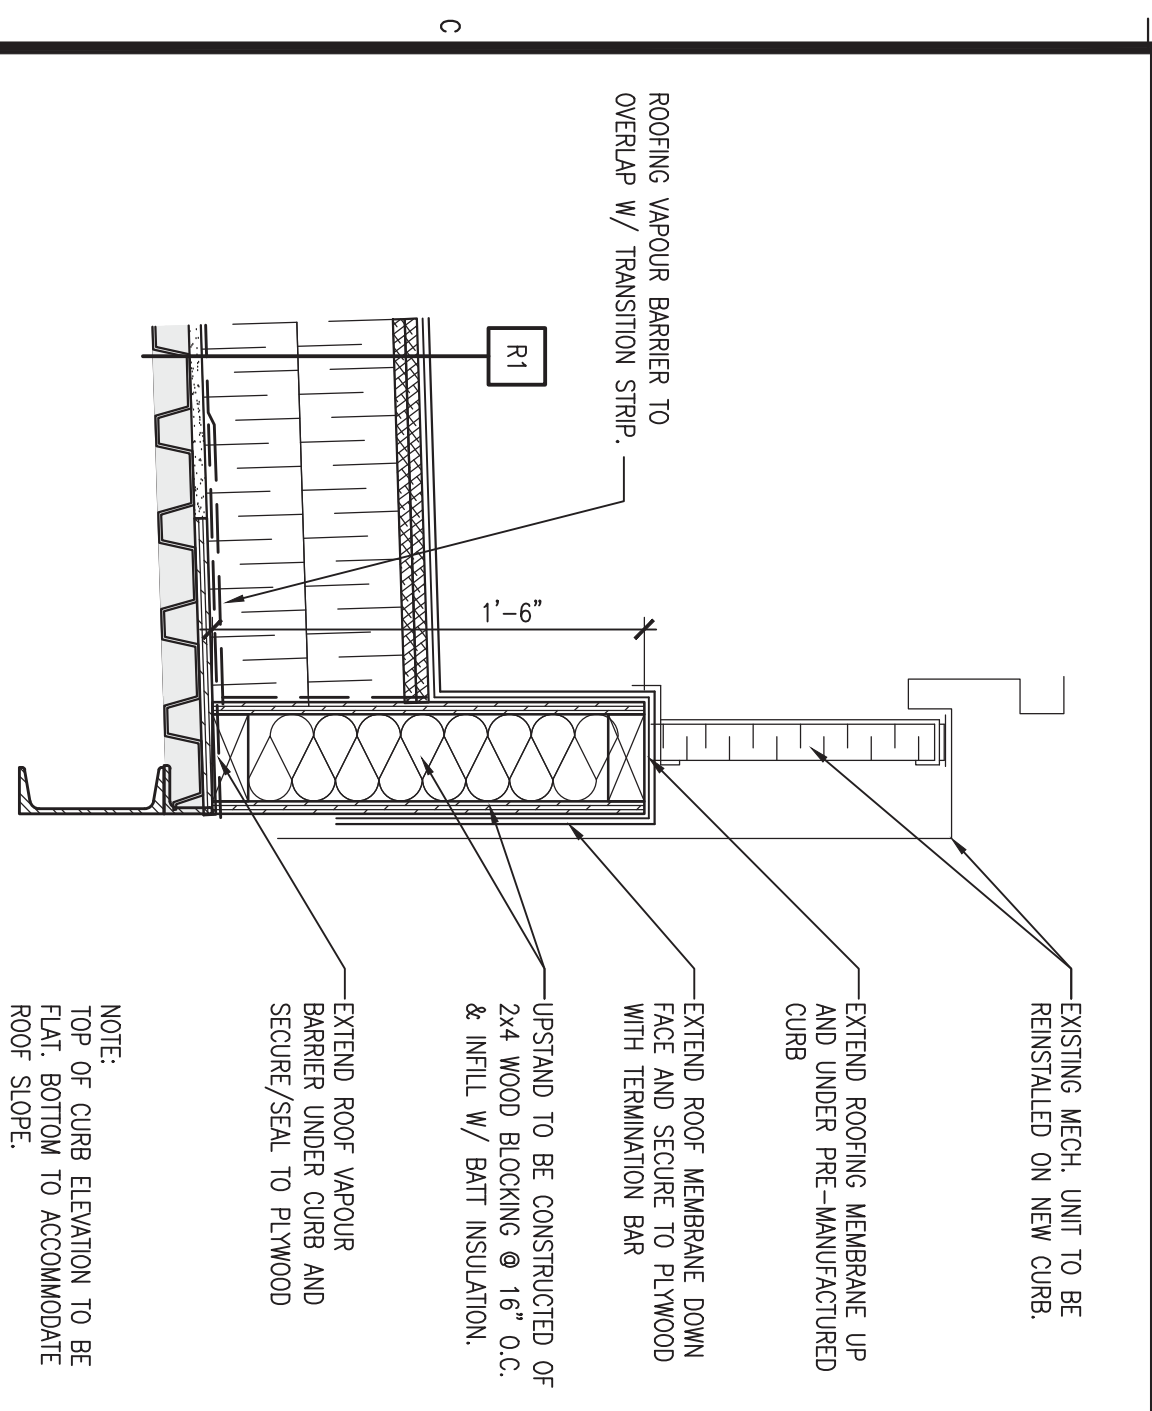 C
ROOFING VAPOUR BARRIER TO
OVERLAP W/ TRANSITION STRIP.
R1
1'-6"
EXISTING MECH. UNIT TO BE
REINSTALLED ON NEW CURB.
EXTEND ROOFING MEMBRANE UP
AND UNDER PRE-MANUFACTURED
CURB
EXTEND ROOF MEMBRANE DOWN
FACE AND SECURE TO PLYWOOD
WITH TERMINATION BAR
UPSTAND TO BE CONSTRUCTED OF
2x4 WOOD BLOCKING @ 16" O.C.
& INFILL W/ BATT INSULATION.
EXTEND ROOF VAPOUR
BARRIER UNDER CURB AND
SECURE/SEAL TO PLYWOOD
NOTE:
TOP OF CURB ELEVATION TO BE
FLAT. BOTTOM TO ACCOMMODATE
ROOF SLOPE.